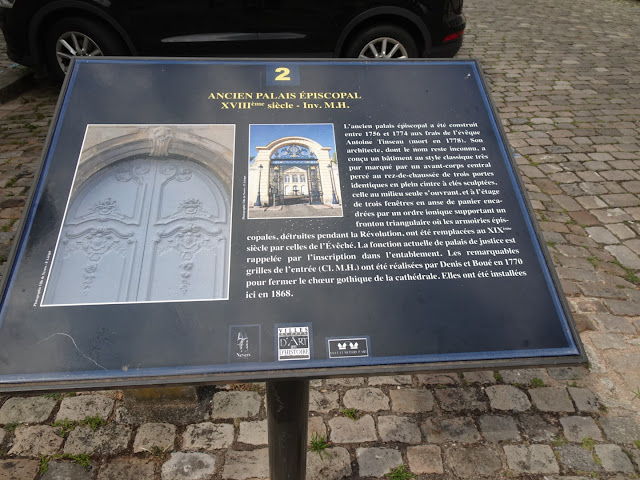 2
ANCIEN PALAIS ÉPISCOPAL
XVIIIème siècle - Inv. M.H.
L'ancien palais épiscopal a été construit
entre 1756 et 1774 aux frais de l'évêque
Antoine Tinseau (mort en 1778). Son
architecte, dont le nom reste inconnu, a
conçu un bâtiment au style classique très
pur marqué par un avant-corps central
percé au rez-de-chaussée de trois portes
identiques en plein cintre à clés sculptées,
celle au milieu seule s'ouvrant, et à l'étage
de trois fenêtres en anse de panier enca-
drées par un ordre ionique supportant un
fronton triangulaire où les armoiries épis-
copales, détruites pendant la Révolution, ont été remplacées au XIXème
siècle par celles de l'Évêché. La fonction actuelle de palais de justice est
rappelée par l'inscription dans l'entablement. Les remarquables
grilles de l'entrée (Cl. M.H.) ont été réalisées par Denis et Boué en 1770
pour fermer le chœur gothique de la cathédrale. Elles ont été installées
ici en 1868.
Nevers
VILLES
D'ART
ET
D'HISTOIRE